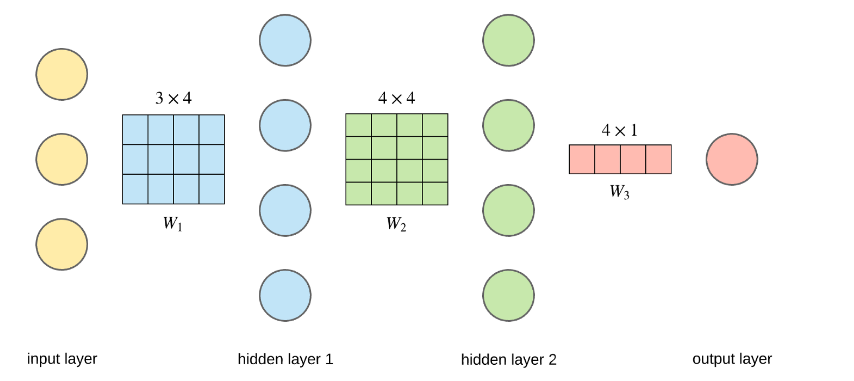 3 × 4
4 × 4
4 × 1
W₁
W₂
W₃
input layer
hidden layer 1
hidden layer 2
output layer